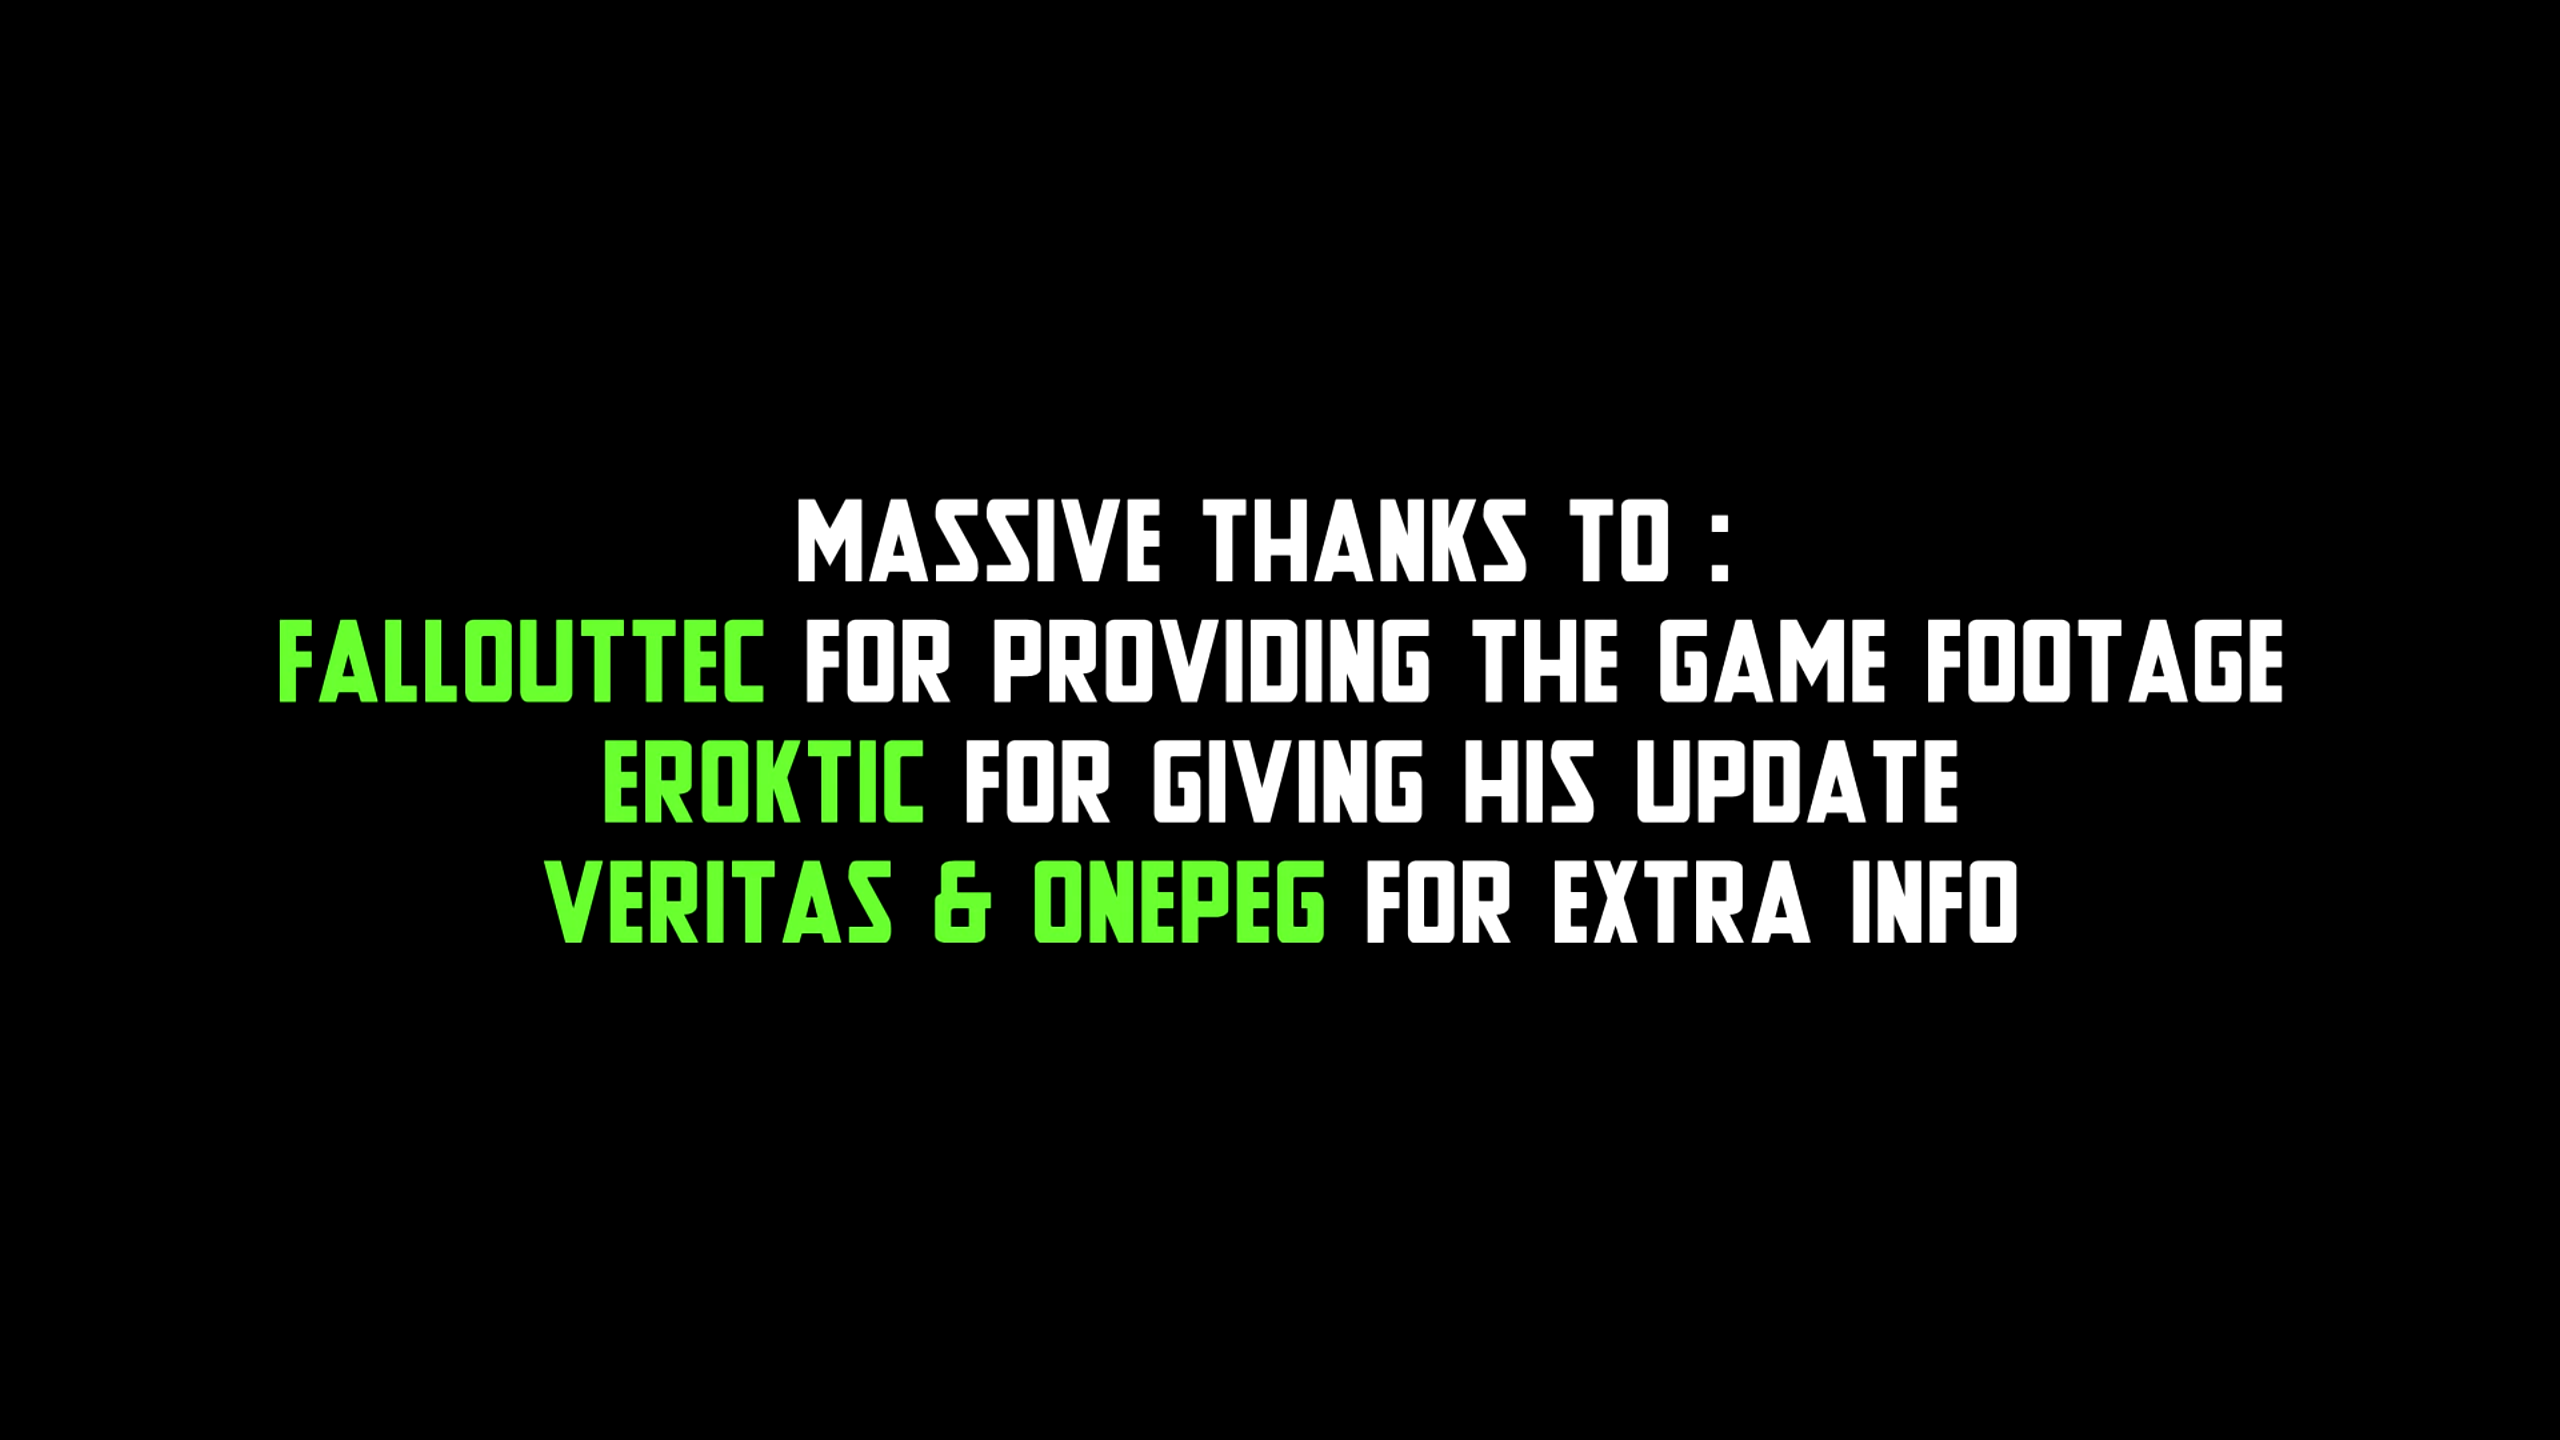 MASSIVE THANKS TO :
FALLOUTTEC FOR PROVIDING THE GAME FOOTAGE
EROKTIC FOR GIVING HIS UPDATE
VERITAS & ONEPEG FOR EXTRA INFO